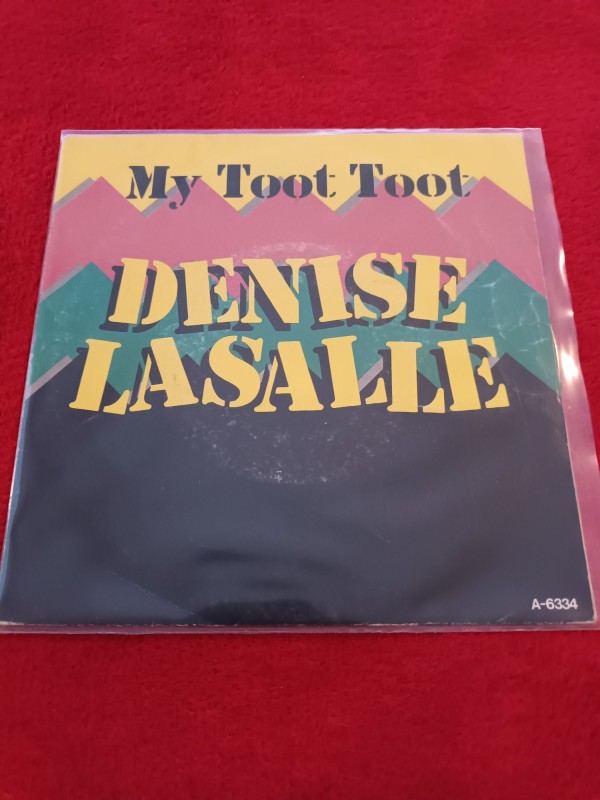 My Toot Toot
DENISE
LASALLE
A-6334